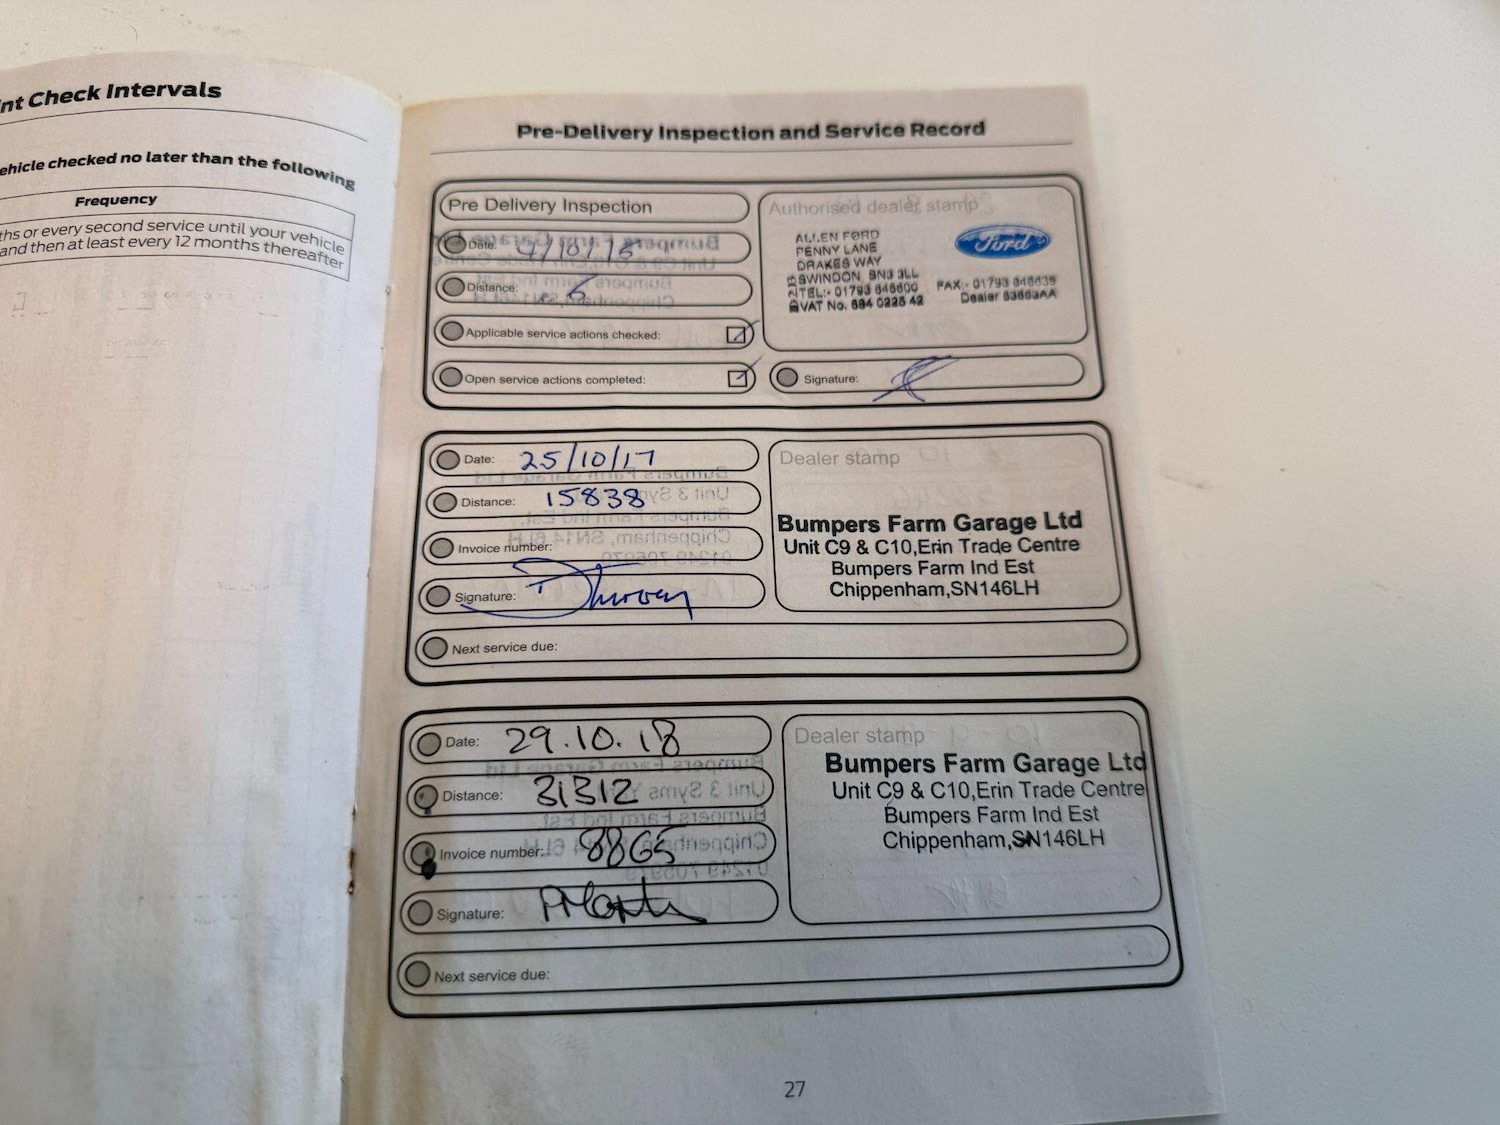 nt Check Intervals
ehicle checked no later than the following
Frequency
ths or every second service until your vehicle
and then at least every 12 months thereafter
Pre-Delivery Inspection and Service Record
Pre Delivery Inspection
Date:
Distance: 6
Applicable service actions checked:
Open service actions completed:
Authorised dealer stamp
ALLEN FORD
PENNY LANE
DRAKES WAY
SWINDON SN3 3LL
TEL:- 01793 848600
VAT No. 684 0226 42
Ford
FAX:- 01793
Dealer
Signature:
Date: 25/10/17
Distance: 15838
Invoice number:
Signature:
Next service due:
Dealer stamp
Bumpers Farm Garage Ltd
Unit C9 & C10,Erin Trade Centre
Bumpers Farm Ind Est
Chippenham,SN146LH
Date: 29.10.18
Distance: 31312
Invoice number: 8865
Signature:
Next service due:
Dealer stamp
Bumpers Farm Garage Ltd
Unit C9 & C10,Erin Trade Centre
Bumpers Farm Ind Est
Chippenham,SN146LH
27